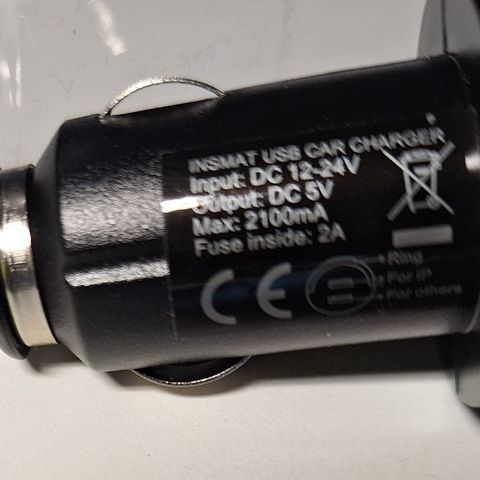 INSMAT USB CAR CHARGER
Input: DC 12-24V
Output: DC 5V
Max: 2100mA
Fuse inside: 2A
CE
Ring
For IP
For others